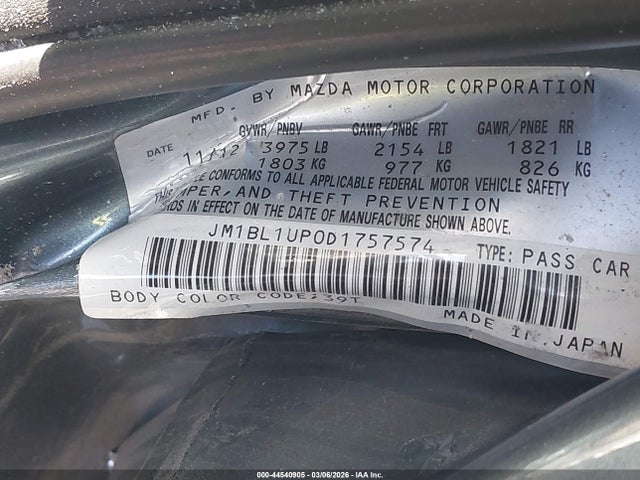 MFD. BY MAZDA MOTOR CORPORATION
DATE GVWR/PNBV GAWR/PNBE FRT GAWR/PNBE RR
11/12 3975 LB 2154 LB 1821 LB
1803 KG 977 KG 826 KG
CONFORMS TO ALL APPLICABLE FEDERAL MOTOR VEHICLE SAFETY
BUMPER, AND THEFT PREVENTION
IN EFFECT ON THE DATE OF MANUFACTURE SHOWN ABOVE.
JM1BL1UP0D1757574 TYPE: PASS CAR
BODY COLOR CODE:39T MADE IN JAPAN
000-44540905 - 03/06/2026 - IAA Inc.